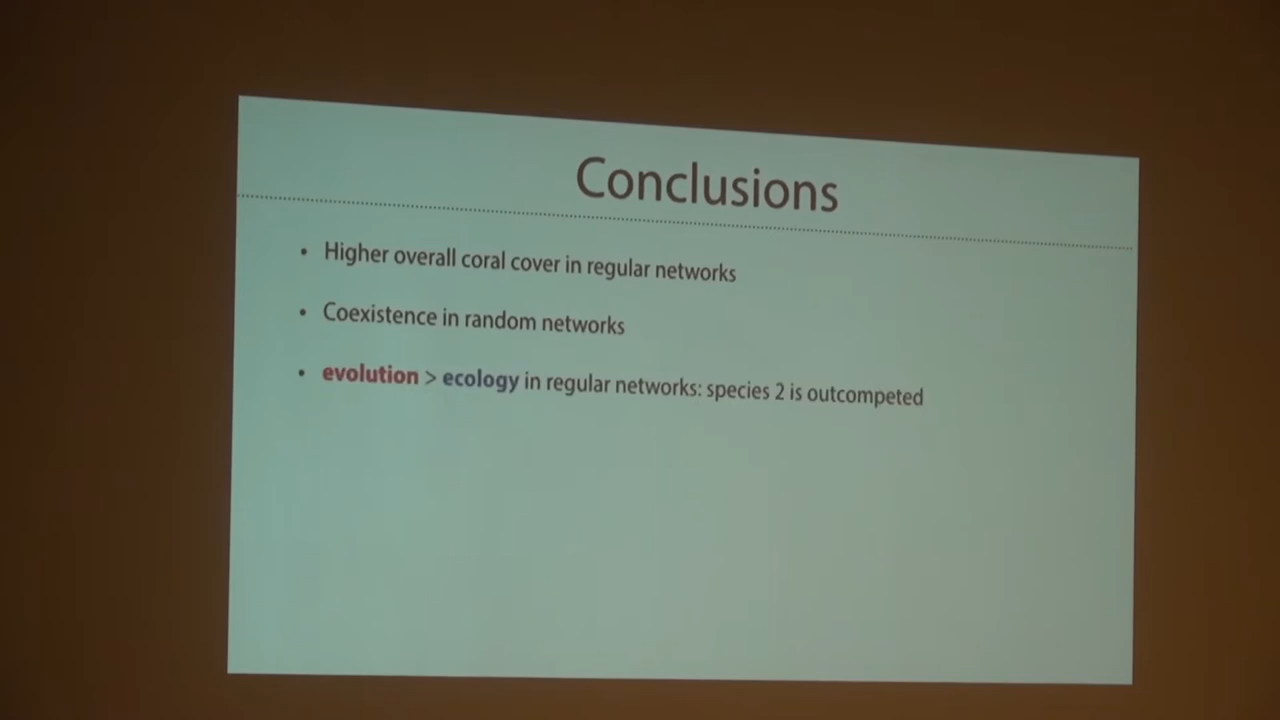 Conclusions
• Higher overall coral cover in regular networks
• Coexistence in random networks
• evolution > ecology in regular networks: species 2 is outcompeted